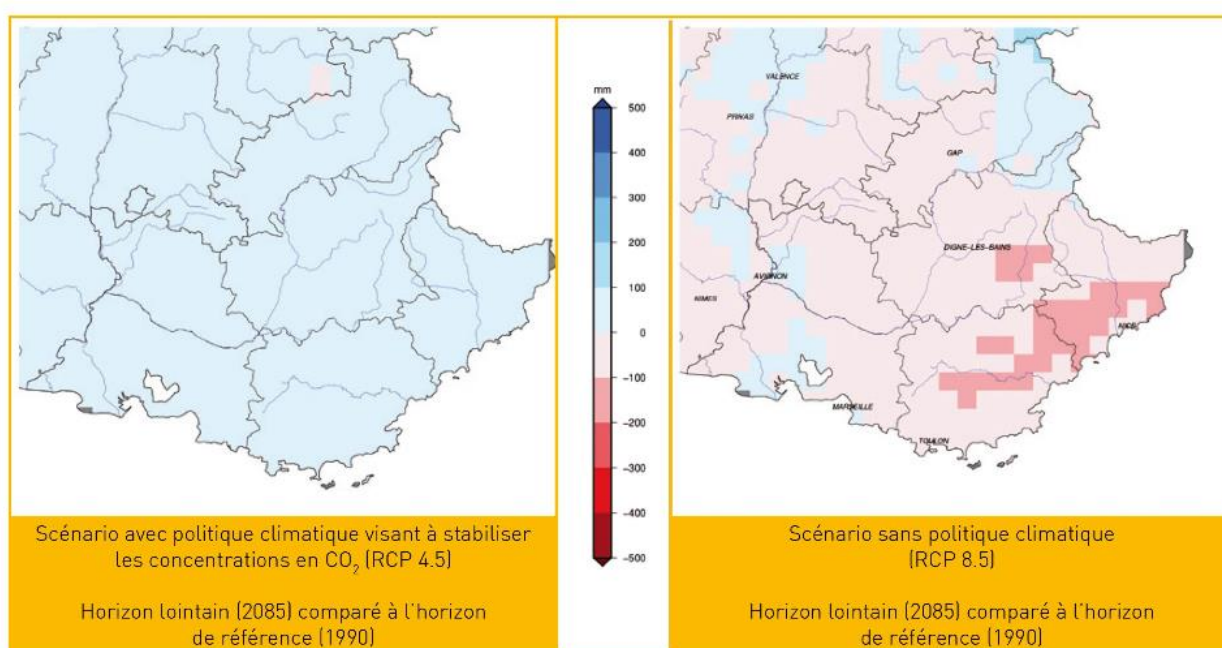 VALENCE
PRIVAS
GAP
DIGNE-LES-BAINS
AVIGNON
NIMES
NICE
MARSEILLE
TOULON
mm
500
400
300
200
100
0
-100
-200
-300
-400
-500
Scénario avec politique climatique visant à stabiliser
les concentrations en CO₂ (RCP 4.5)
Horizon lointain (2085) comparé à l'horizon
de référence (1990)
Scénario sans politique climatique
(RCP 8.5)
Horizon lointain (2085) comparé à l'horizon
de référence (1990)